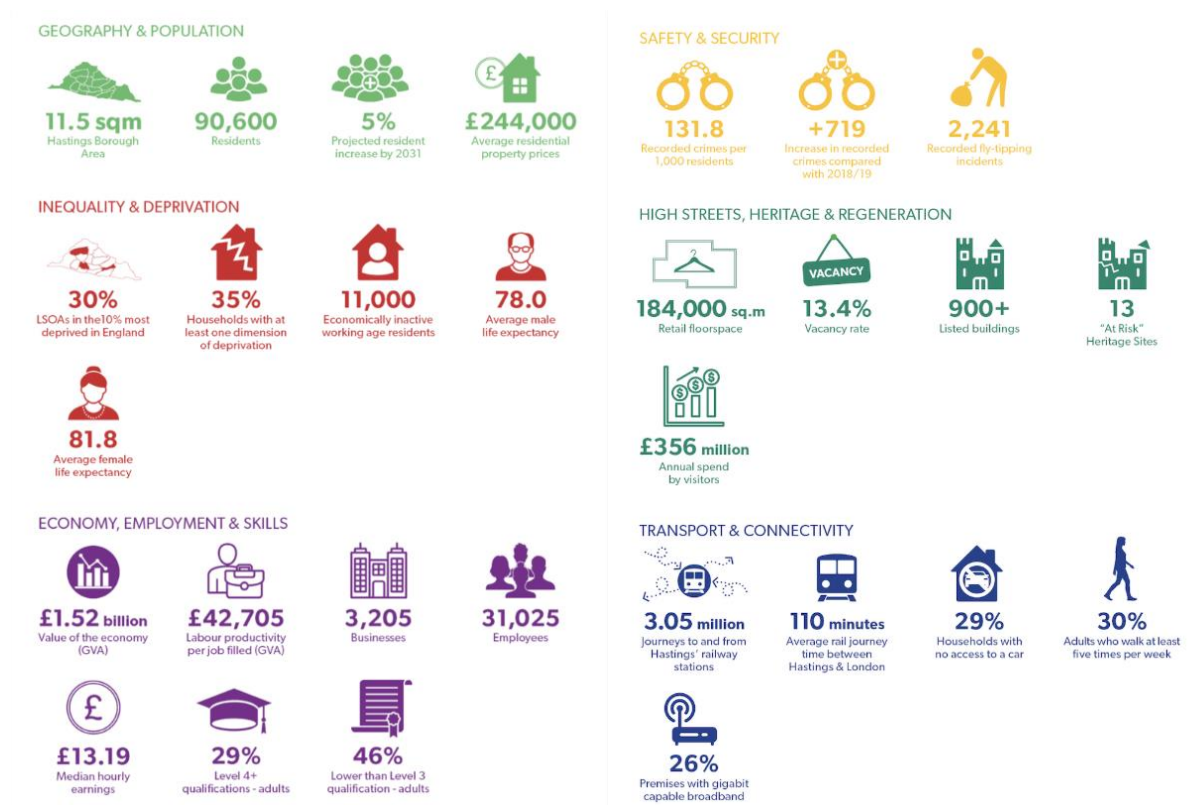 GEOGRAPHY & POPULATION
11.5 sqm
Hastings Borough
Area
90,600
Residents
5%
Projected resident
increase by 2031
£
£244,000
Average residential
property prices
INEQUALITY & DEPRIVATION
30%
LSOAs in the10% most
deprived in England
35%
Households with at
least one dimension
of deprivation
11,000
Economically inactive
working age residents
78.0
Average male
life expectancy
81.8
Average female
life expectancy
ECONOMY, EMPLOYMENT & SKILLS
£1.52 billion
Value of the economy
(GVA)
£42,705
Labour productivity
per job filled (GVA)
3,205
Businesses
31,025
Employees
£
£13.19
Median hourly
earnings
29%
Level 4+
qualifications - adults
46%
Lower than Level 3
qualification - adults
SAFETY & SECURITY
131.8
Recorded crimes per
1,000 residents
+719
Increase in recorded
crimes compared
with 2018/19
2,241
Recorded fly-tipping
incidents
HIGH STREETS, HERITAGE & REGENERATION
184,000 sq.m
Retail floorspace
VACANCY
13.4%
Vacancy rate
900+
Listed buildings
13
"At Risk"
Heritage Sites
$ $ $
£356 million
Annual spend
by visitors
TRANSPORT & CONNECTIVITY
3.05 million
Journeys to and from
Hastings' railway
stations
110 minutes
Average rail journey
time between
Hastings & London
29%
Households with
no access to a car
30%
Adults who walk at least
five times per week
26%
Premises with gigabit
capable broadband